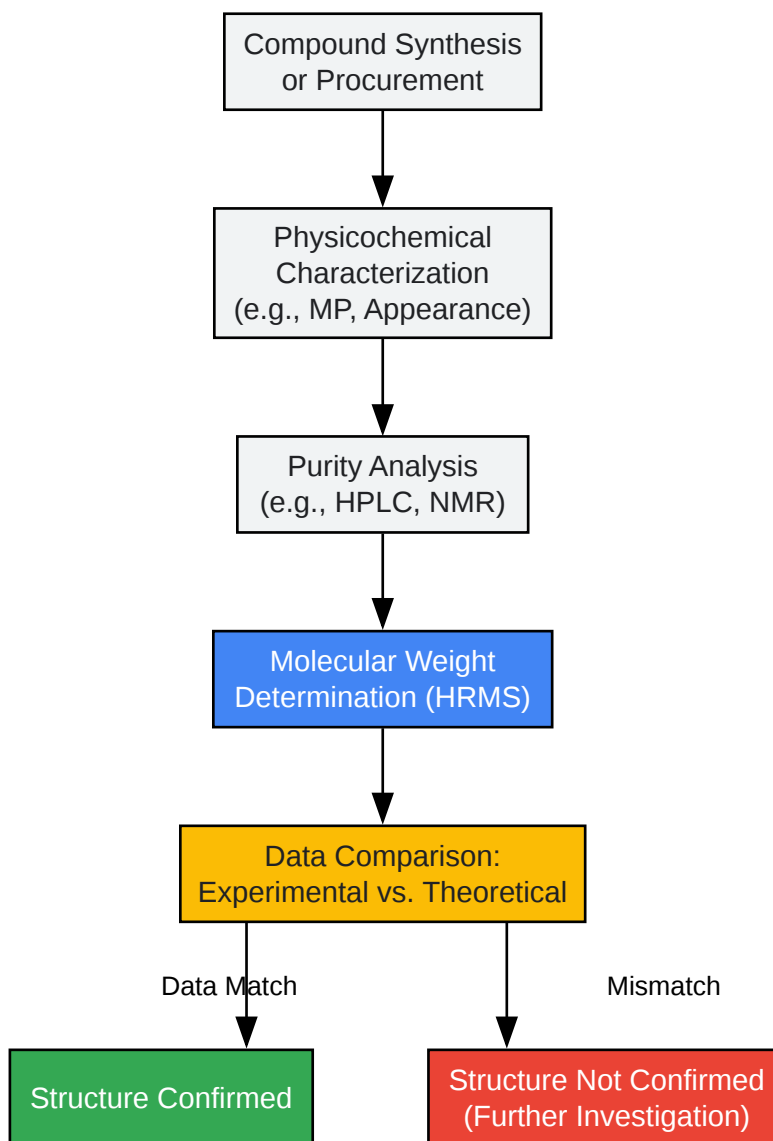 Compound Synthesis
or Procurement
Physicochemical
Characterization
(e.g., MP, Appearance)
Purity Analysis
(e.g., HPLC, NMR)
Molecular Weight
Determination (HRMS)
Data Comparison:
Experimental vs. Theoretical
Data Match
Mismatch
Structure Confirmed
Structure Not Confirmed
(Further Investigation)